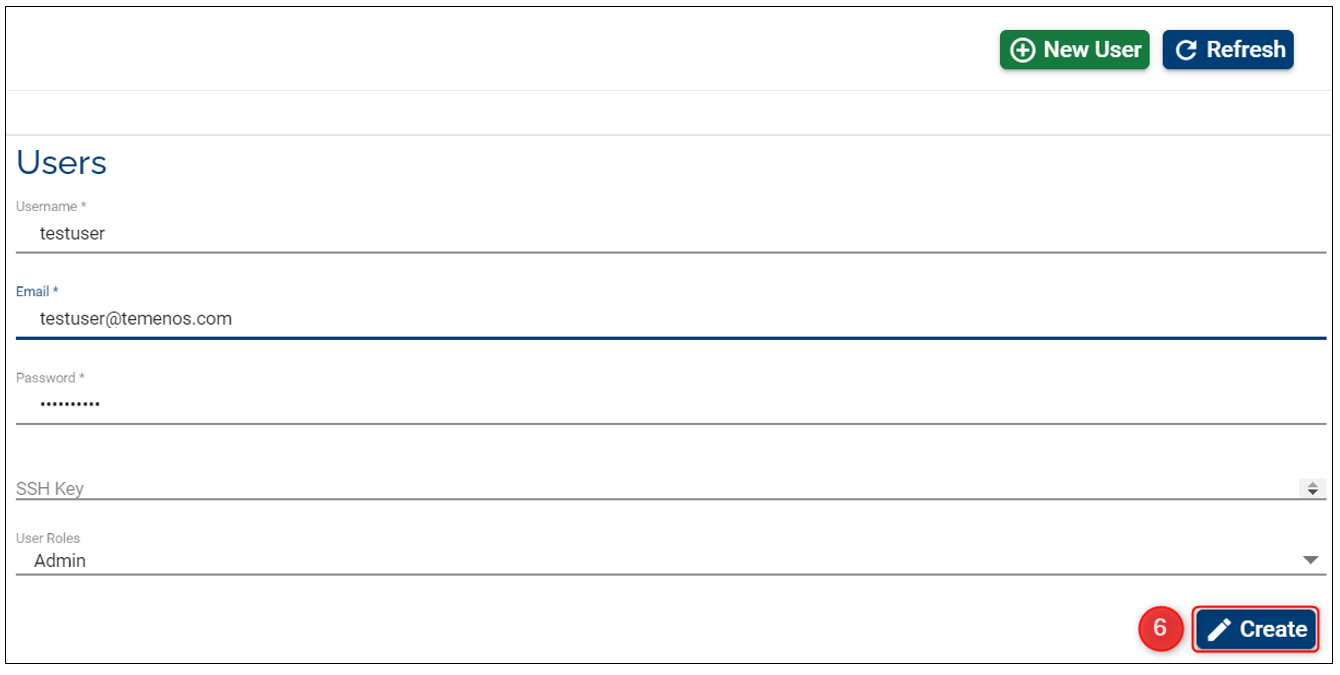 New User Refresh
Users
Username *
testuser
Email *
testuser@temenos.com
Password *
••••••••••
SSH Key
User Roles
Admin
6 Create